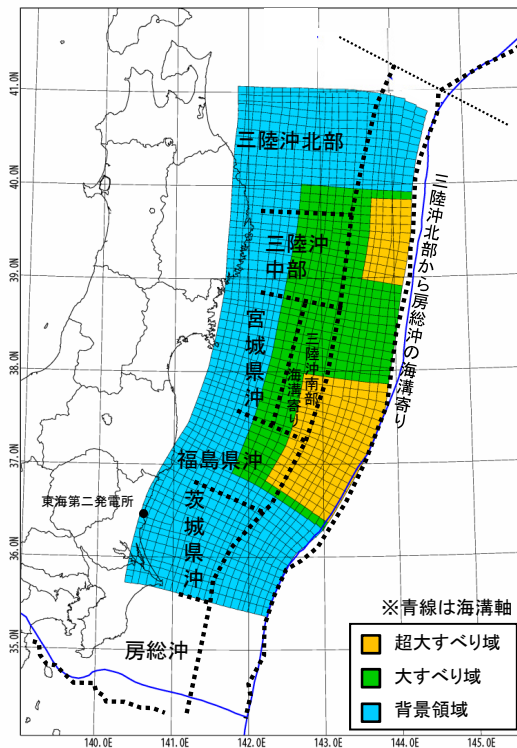 41.0N
40.0N
39.0N
38.0N
37.0N
36.0N
35.0N
三陸沖北部
三陸沖
中部
宮城県沖
三陸沖南部
海溝寄り
三陸沖北部から房総沖の海溝寄り
福島県沖
東海第二発電所
茨城県沖
房総沖
※青線は海溝軸
超大すべり域
大すべり域
背景領域
140.0E
141.0E
142.0E
143.0E
144.0E
145.0E